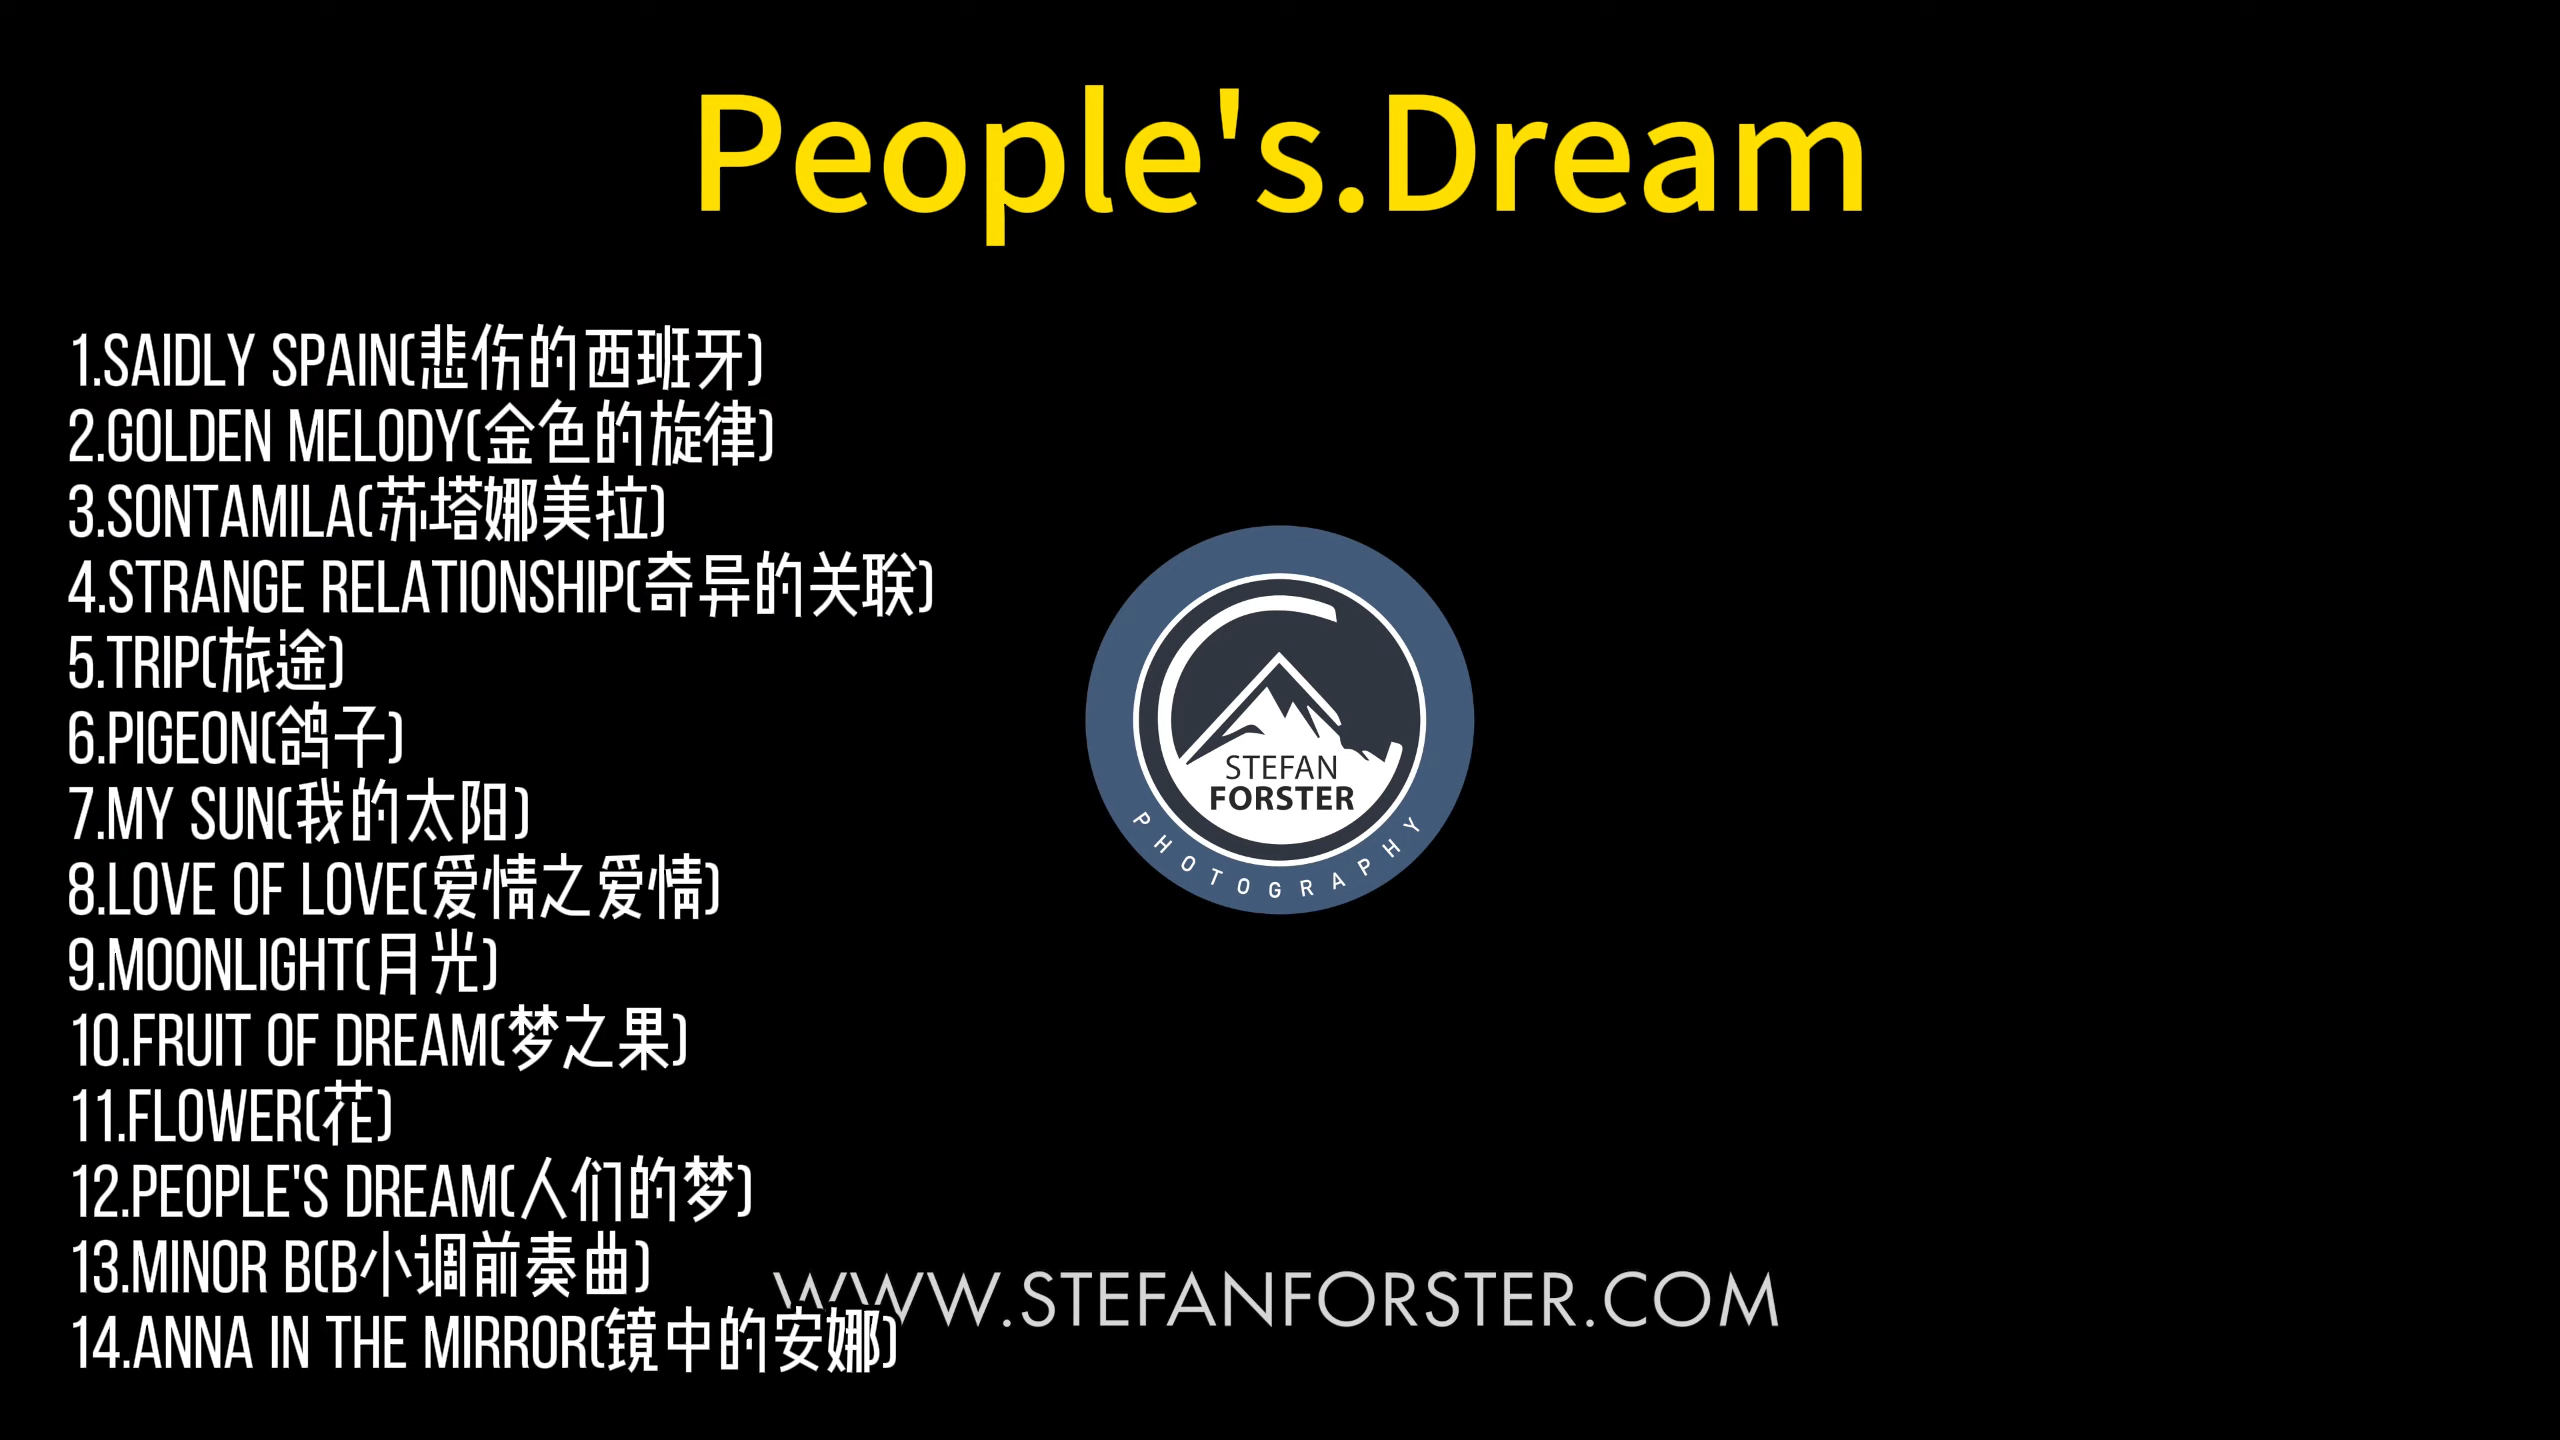 People's.Dream
1.SAIDLY SPAIN(悲伤的西班牙)
2.GOLDEN MELODY(金色的旋律)
3.SONTAMILA(苏塔娜美拉)
4.STRANGE RELATIONSHIP(奇异的关联)
5.TRIP(旅途)
6.PIGEON(鸽子)
7.MY SUN(我的太阳)
8.LOVE OF LOVE(爱情之爱情)
9.MOONLIGHT(月光)
10.FRUIT OF DREAM(梦之果)
11.FLOWER(花)
12.PEOPLE'S DREAM(人们的梦)
13.MINOR B(B小调前奏曲)
14.ANNA IN THE MIRROR(镜中的安娜)
STEFAN
FORSTER
PHOTOGRAPHY
WWW.STEFANFORSTER.COM